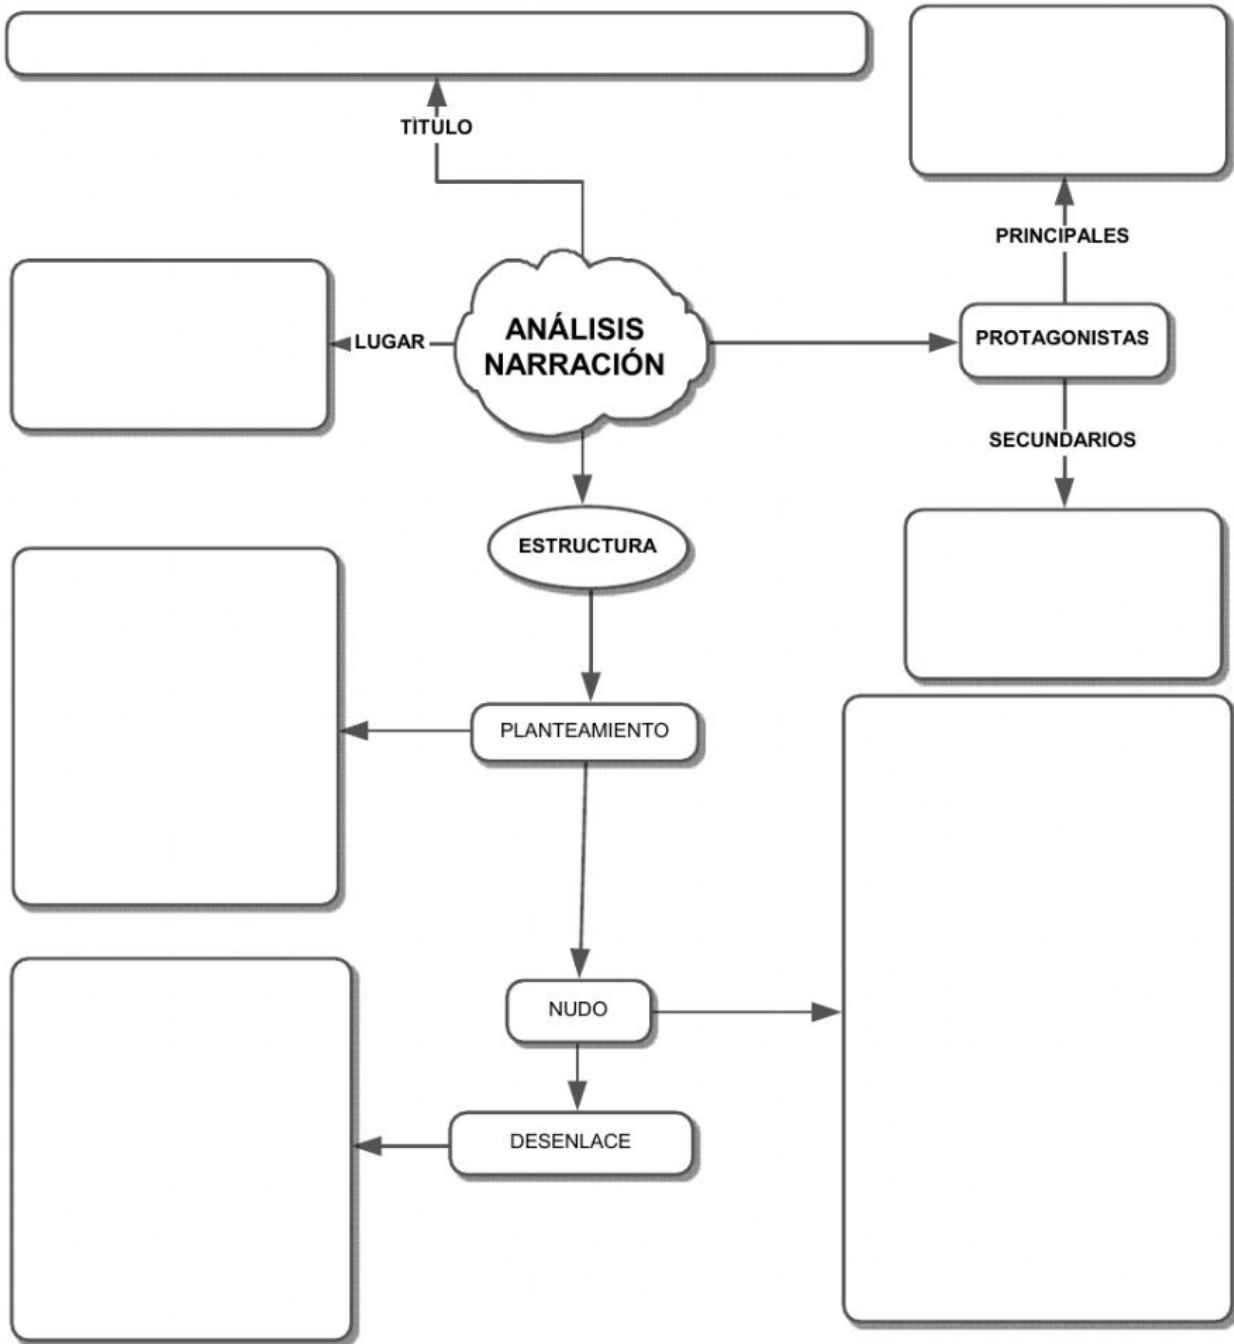 TÍTULO
PRINCIPALES
ANÁLISIS
NARRACIÓN
LUGAR
PROTAGONISTAS
SECUNDARIOS
ESTRUCTURA
PLANTEAMIENTO
NUDO
DESENLACE